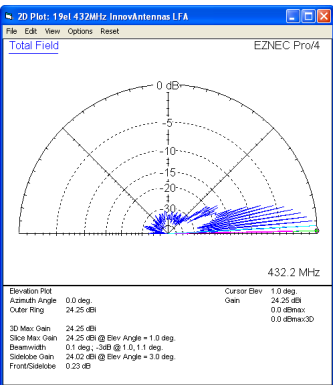 2D Plot: 19el 432MHz InnovAntennas LFA
File Edit View Options Reset
Total Field
EZNEC Pro/4
0 dB
-5
-10
-15
-20
-30
432.2 MHz
Elevation Plot
Azimuth Angle 0.0 deg.
Outer Ring 24.25 dBi
Cursor Elev 1.0 deg.
Gain 24.25 dBi
0.0 dBmax
0.0 dBmax3D
3D Max Gain 24.25 dBi
Slice Max Gain 24.25 dBi @ Elev Angle = 1.0 deg.
Beamwidth 0.1 deg.; -3dB @ 1.0, 1.1 deg.
Sidelobe Gain 24.02 dBi @ Elev Angle = 3.0 deg.
Front/Sidelobe 0.23 dB